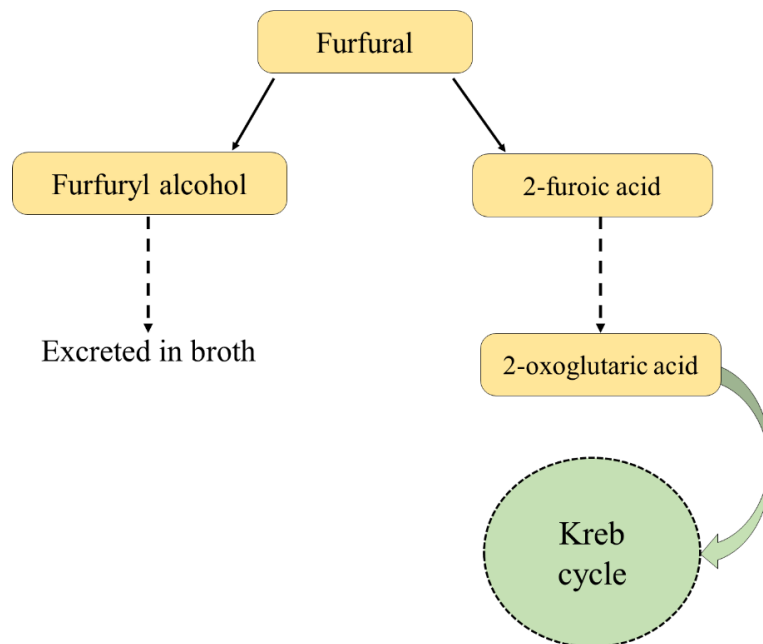 Furfural
Furfuryl alcohol
2-furoic acid
Excreted in broth
2-oxoglutaric acid
Kreb
cycle